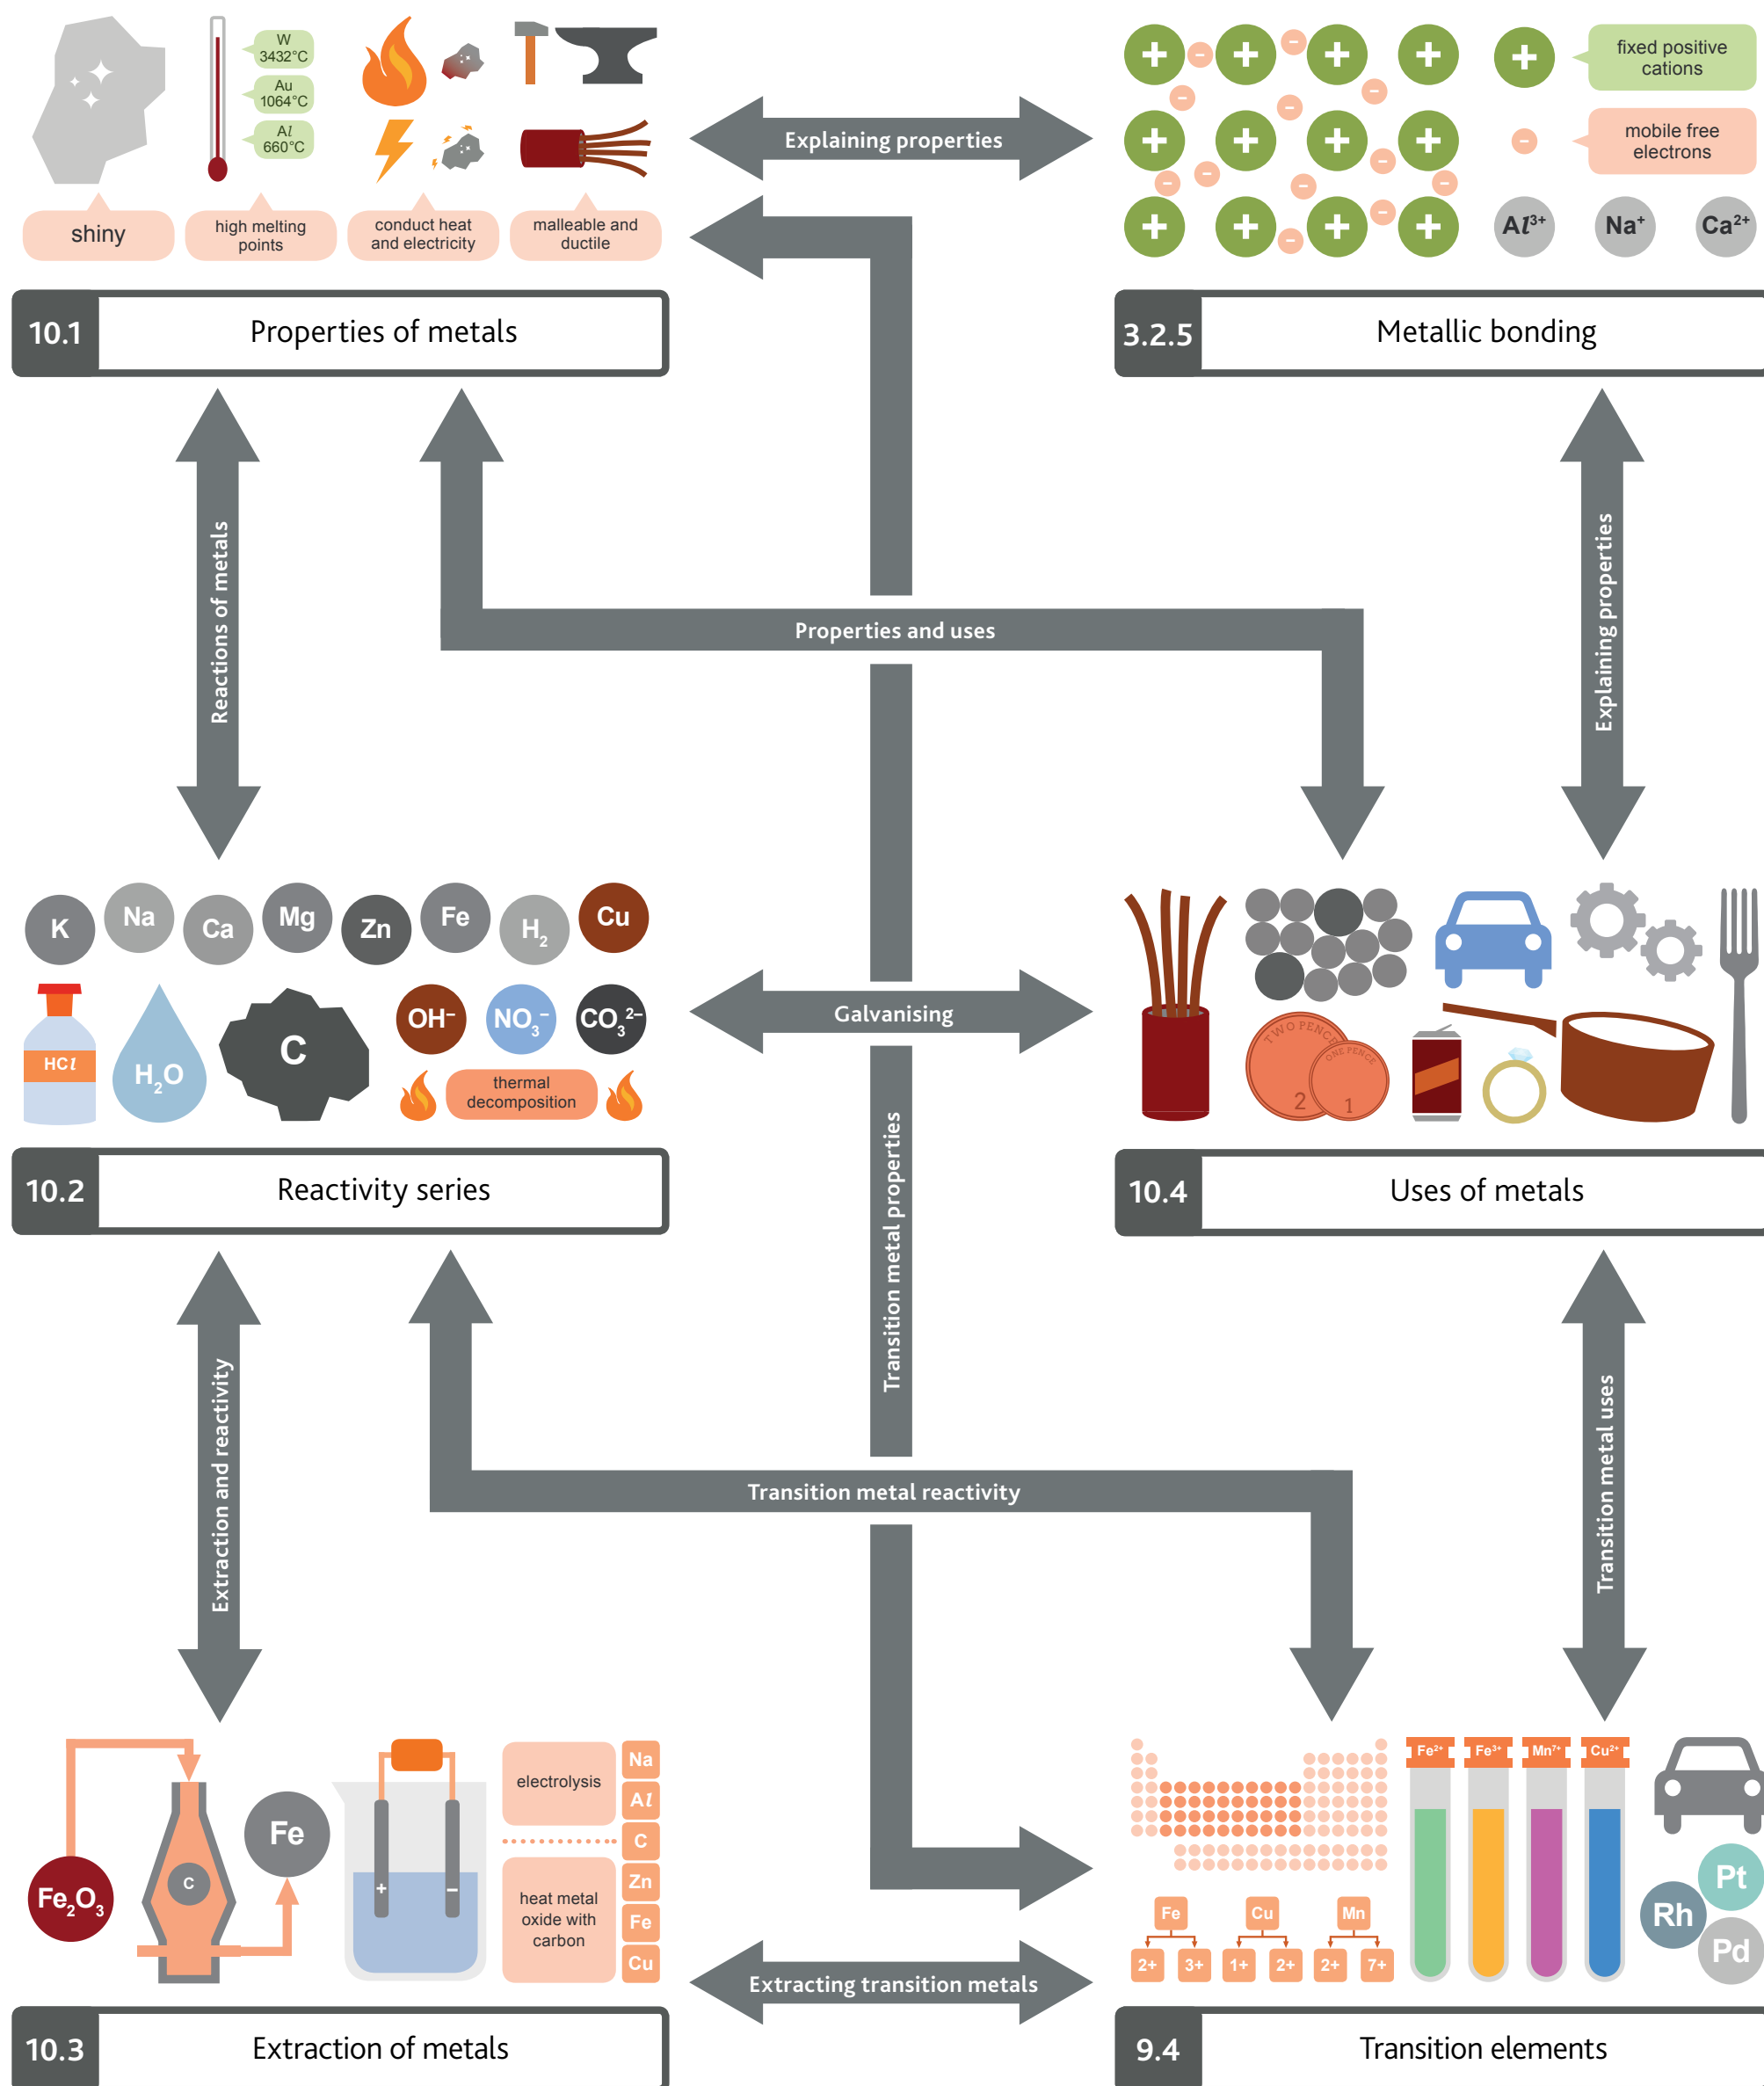 W
3432°C
Au
1064°C
Al
660°C
shiny
high melting
points
conduct heat
and electricity
malleable and
ductile
10.1
Properties of metals
Explaining properties
+ − + − + +
+
fixed positive
cations
− − −
+ + + +
−
mobile free
electrons
− − − − −
+ + + − +
−
Al³⁺ Na⁺ Ca²⁺
3.2.5
Metallic bonding
Reactions of metals
Properties and uses
Explaining properties
K Na Ca Mg Zn Fe H₂ Cu
HCl
H₂O
C
OH⁻ NO₃⁻ CO₃²⁻
thermal
decomposition
10.2
Reactivity series
Galvanising
TWO PENCE
2
ONE PENCE
1
10.4
Uses of metals
Transition metal properties
Extraction and reactivity
Transition metal reactivity
Transition metal uses
Fe₂O₃
C
Fe
+ −
electrolysis
heat metal
oxide with
carbon
Na
Al
C
Zn
Fe
Cu
10.3
Extraction of metals
Extracting transition metals
Fe
2+ 3+
Cu
1+ 2+
Mn
2+ 7+
Fe²⁺ Fe³⁺ Mn⁷⁺ Cu²⁺
Pt
Rh
Pd
9.4
Transition elements